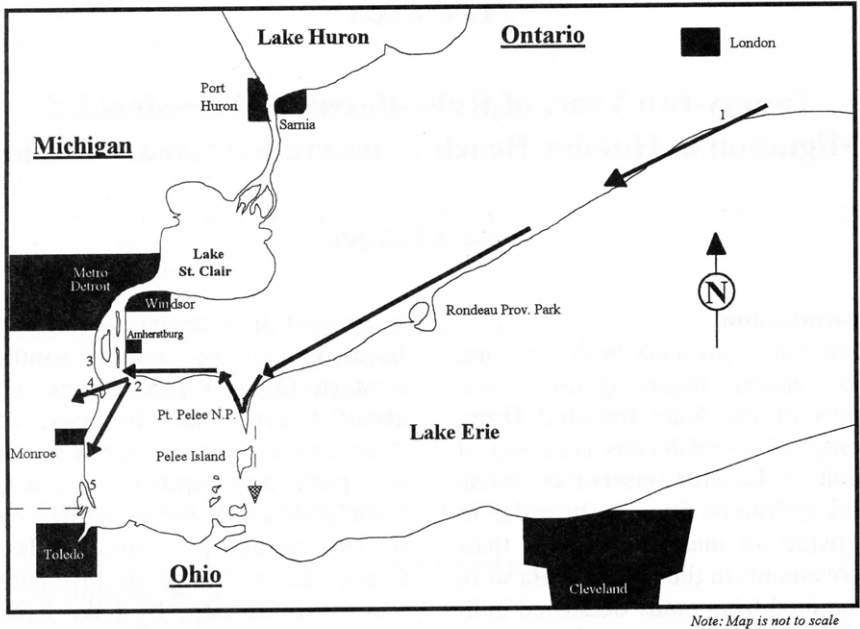 Lake Huron
Ontario
London
Port
Huron
Sarnia
1
Michigan
Lake
St. Clair
Metro
Detroit
Windsor
N
Rondeau Prov. Park
Amherstburg
3
4
2
Pt. Pelee N.P.
Lake Erie
Monroe
Pelee Island
5
Toledo
Ohio
Cleveland
Note: Map is not to scale